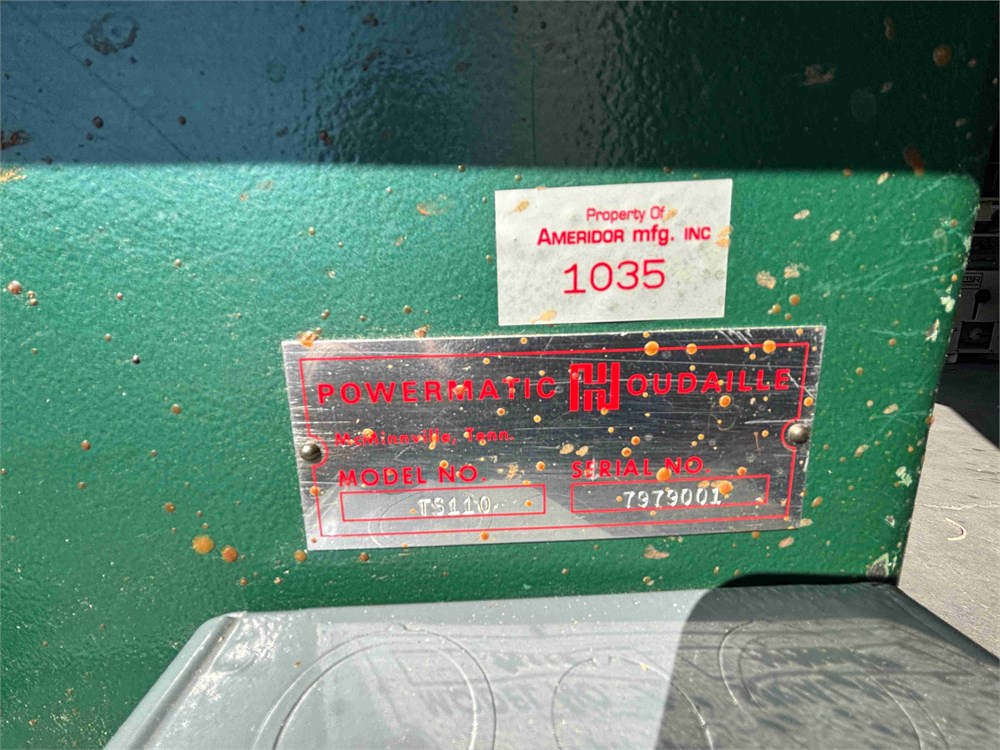 Property Of
AMERIDOR mfg. INC
1035
POWERMATIC HOUDAILLE
McMinnville, Tenn.
MODEL NO. SERIAL NO.
TS110 7979001